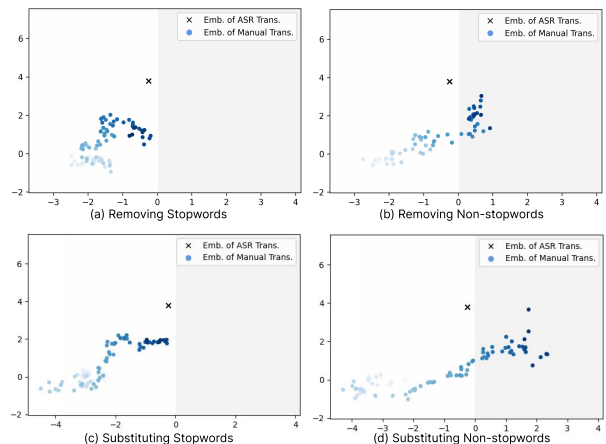 × Emb. of ASR Trans.
● Emb. of Manual Trans.
6
4
2
0
−2
−3 −2 −1 0 1 2 3 4
(a) Removing Stopwords
× Emb. of ASR Trans.
● Emb. of Manual Trans.
6
4
2
0
−2
−3 −2 −1 0 1 2 3 4
(b) Removing Non-stopwords
× Emb. of ASR Trans.
● Emb. of Manual Trans.
6
4
2
0
−2
−4 −2 0 2 4
(c) Substituting Stopwords
× Emb. of ASR Trans.
● Emb. of Manual Trans.
6
4
2
0
−2
−4 −3 −2 −1 0 1 2 3 4
(d) Substituting Non-stopwords